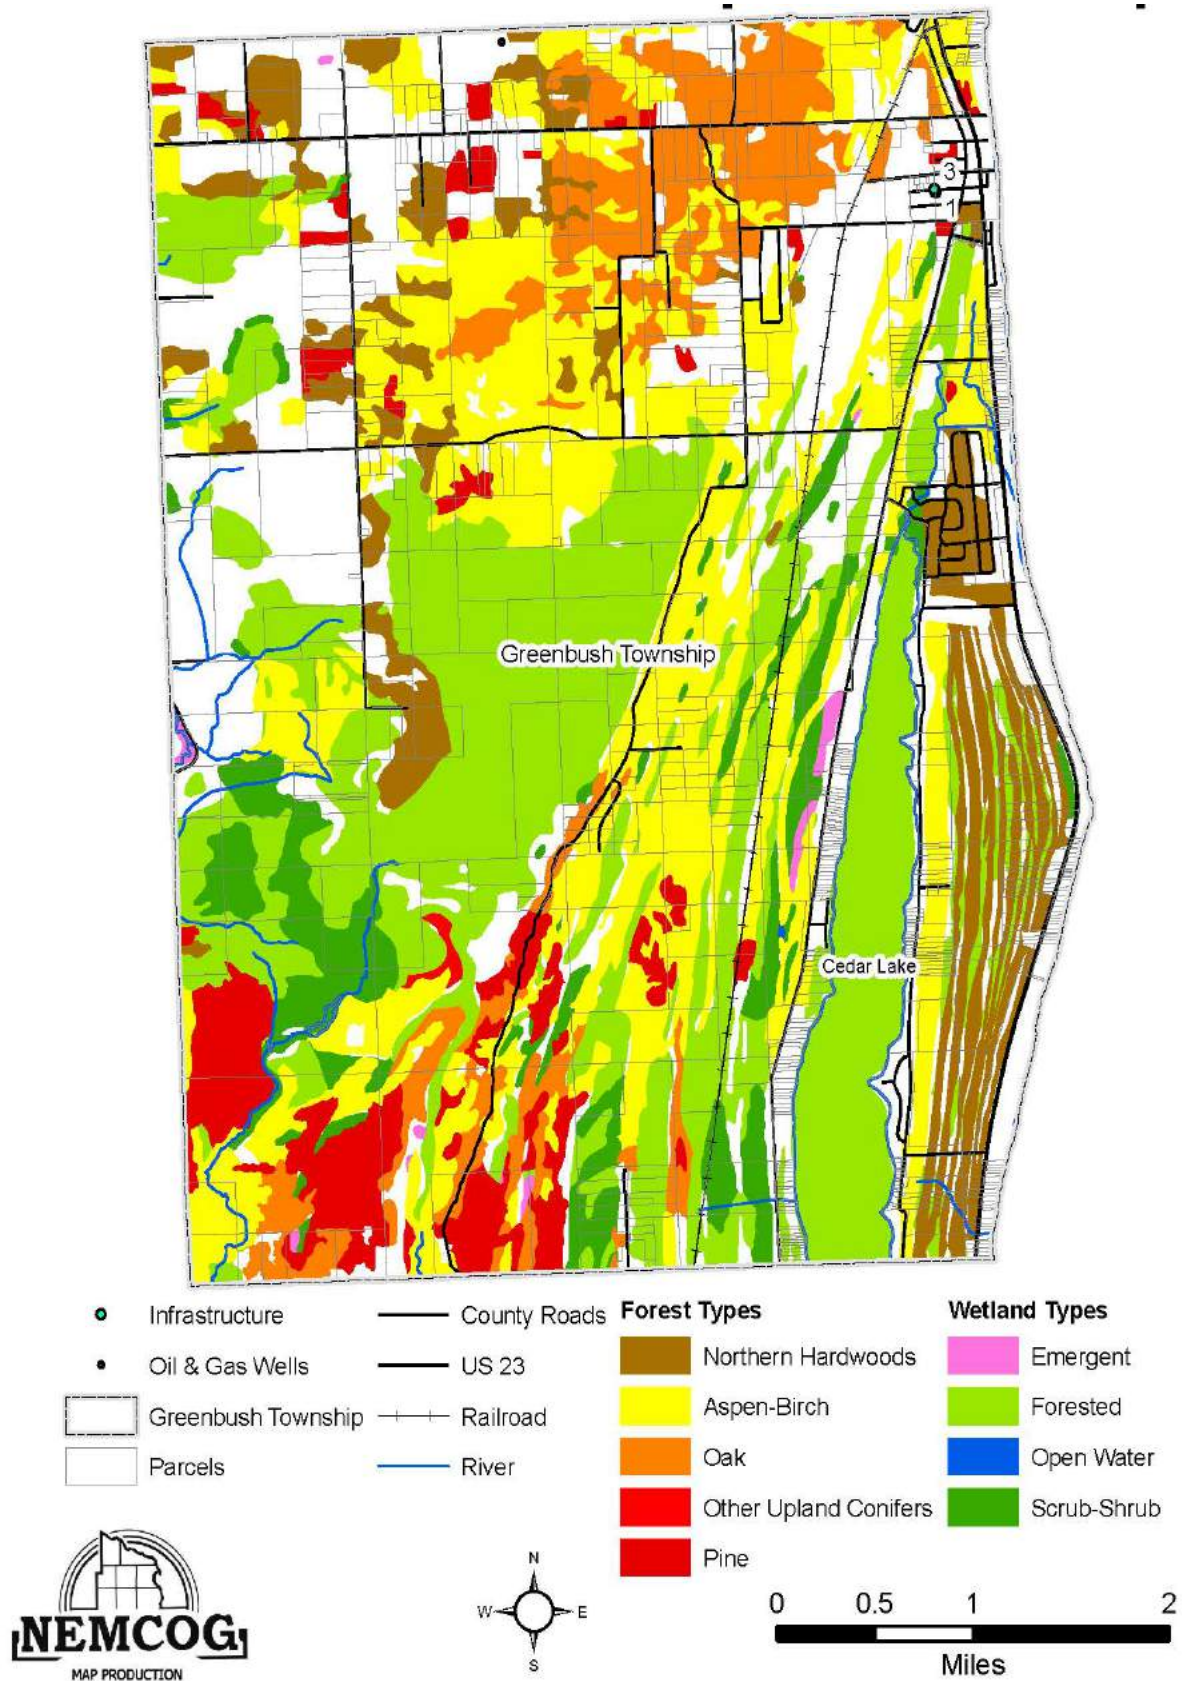 3
1
Greenbush Township
Cedar Lake
Infrastructure
Oil & Gas Wells
Greenbush Township
Parcels
County Roads
US 23
Railroad
River
Forest Types
Northern Hardwoods
Aspen-Birch
Oak
Other Upland Conifers
Pine
Wetland Types
Emergent
Forested
Open Water
Scrub-Shrub
NEMCOG
MAP PRODUCTION
N
W E
S
0 0.5 1 2
Miles